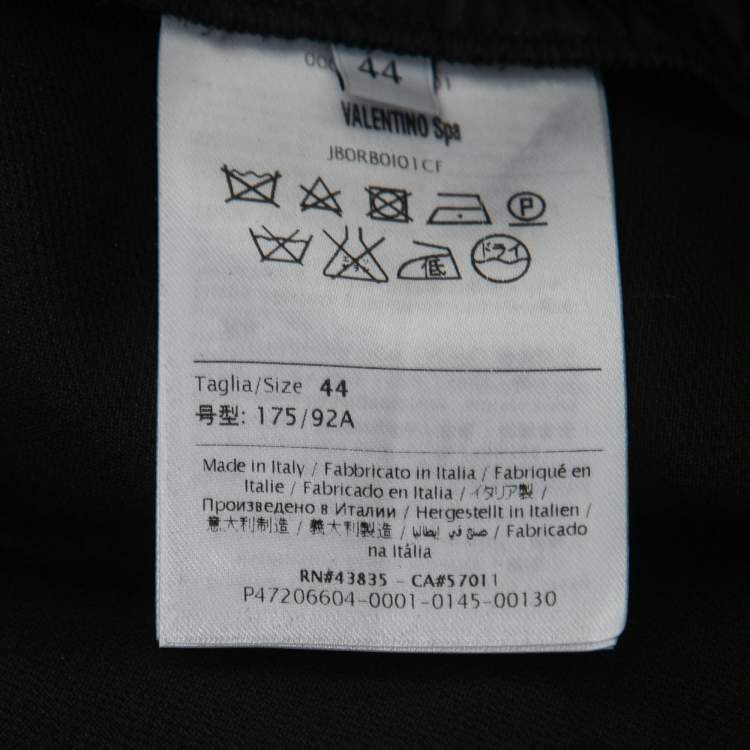 44
VALENTINO SpA
JBORBOI01CF
P
低
ドライ
Taglia/Size 44
号型: 175/92A
Made in Italy / Fabbricato in Italia / Fabriqué en
Italie / Fabricado en Italia / イタリア製 /
Произведено в Италии / Hergestellt in Italien /
意大利制造 / 義大利製造 / صنع في إيطاليا / Fabricado
na Itália
RN#43835 - CA#57011
P47206604-0001-0145-00130